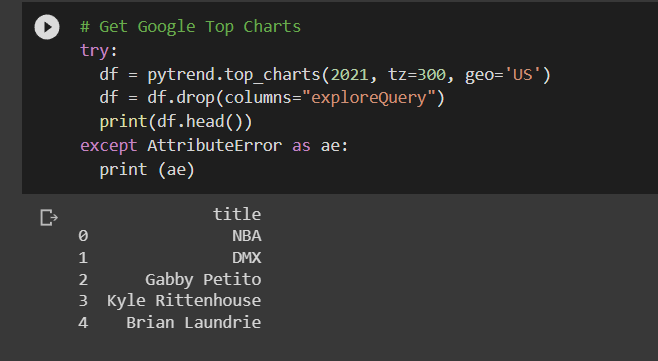 # Get Google Top Charts
try:
  df = pytrend.top_charts(2021, tz=300, geo='US')
  df = df.drop(columns="exploreQuery")
  print(df.head())
except AttributeError as ae:
  print (ae)
title
0 NBA
1 DMX
2 Gabby Petito
3 Kyle Rittenhouse
4 Brian Laundrie